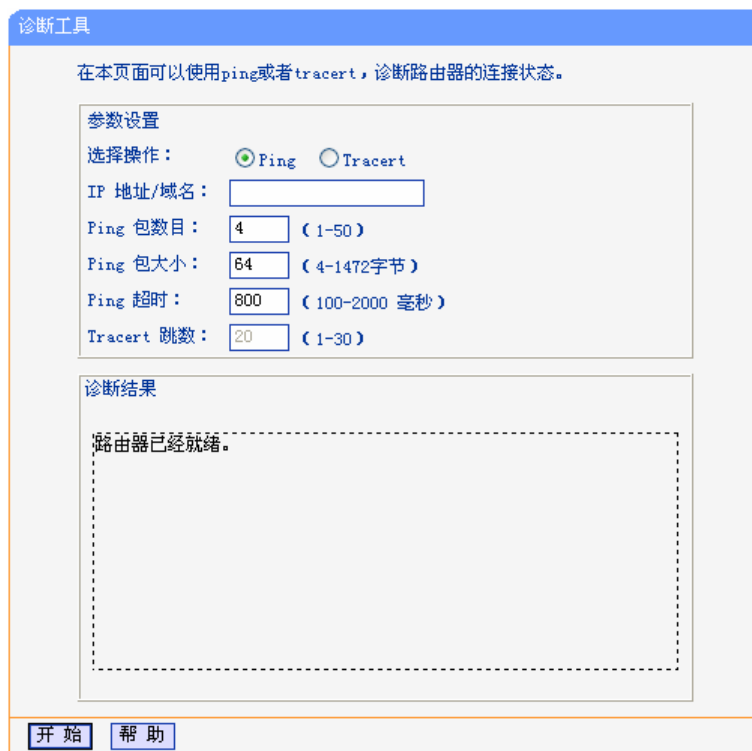 诊断工具
在本页面可以使用ping或者tracert，诊断路由器的连接状态。
参数设置
选择操作： Ping Tracert
IP 地址/域名：
Ping 包数目： 4 （1-50）
Ping 包大小： 64 （4-1472字节）
Ping 超时： 800 （100-2000 毫秒）
Tracert 跳数： 20 （1-30）
诊断结果
路由器已经就绪。
开 始 帮 助